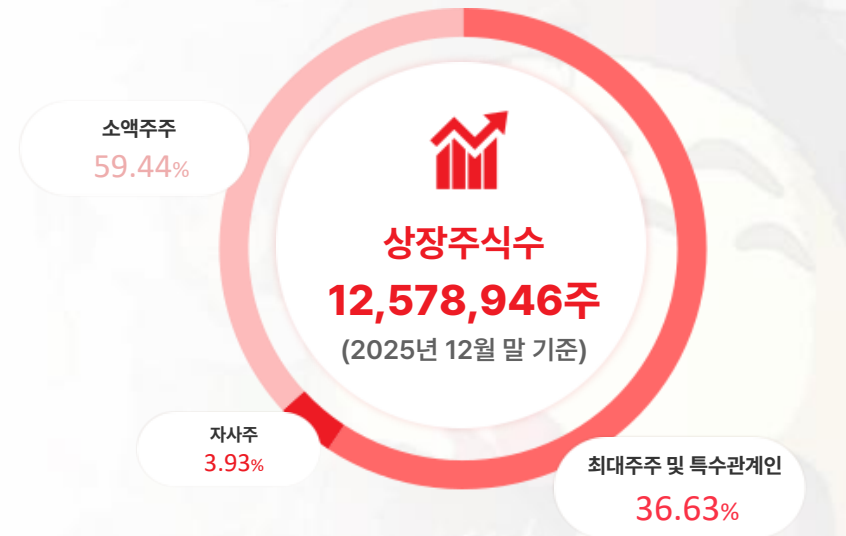 소액주주
59.44%
상장주식수
12,578,946주
(2025년 12월 말 기준)
자사주
3.93%
최대주주 및 특수관계인
36.63%